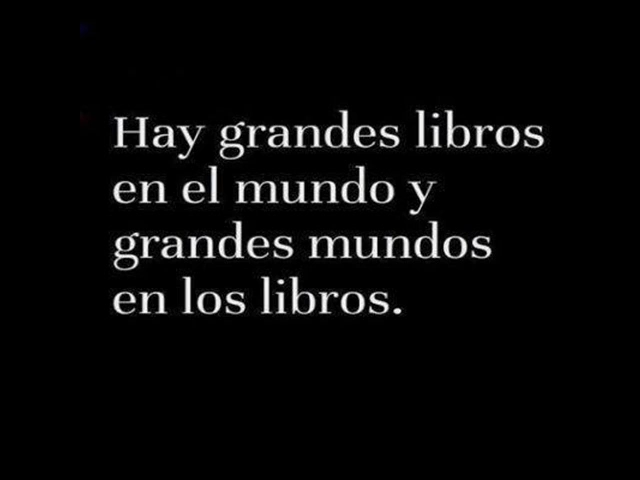 Hay grandes libros
en el mundo y
grandes mundos
en los libros.